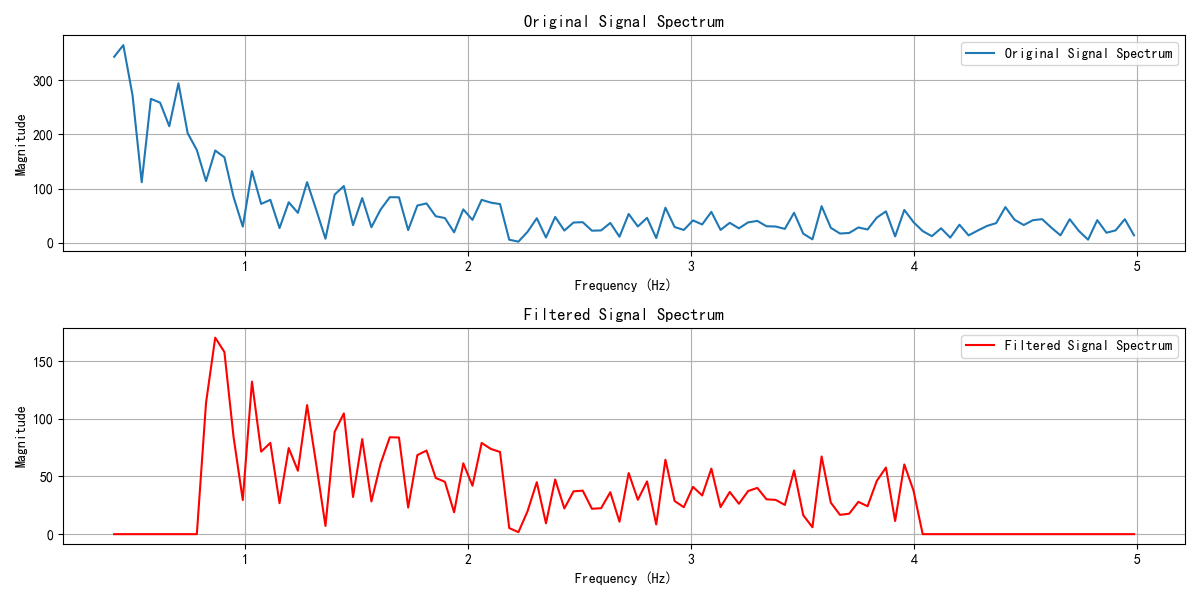 Original Signal Spectrum
Original Signal Spectrum
Magnitude
300
200
100
0
1 2 3 4 5
Frequency (Hz)
Filtered Signal Spectrum
Filtered Signal Spectrum
Magnitude
150
100
50
0
1 2 3 4 5
Frequency (Hz)